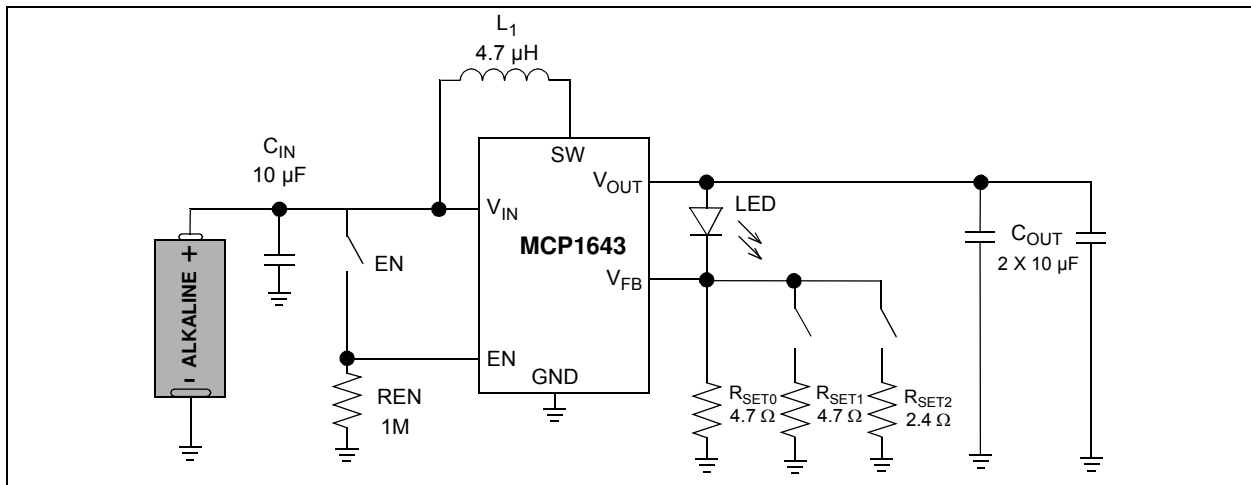 L1
4.7 µH
CIN
10 µF
SW
VOUT
LED
VIN
MCP1643
COUT
2 X 10 µF
EN
VFB
- ALKALINE +
EN
GND
REN
1M
RSET0
4.7 Ω
RSET1
4.7 Ω
RSET2
2.4 Ω